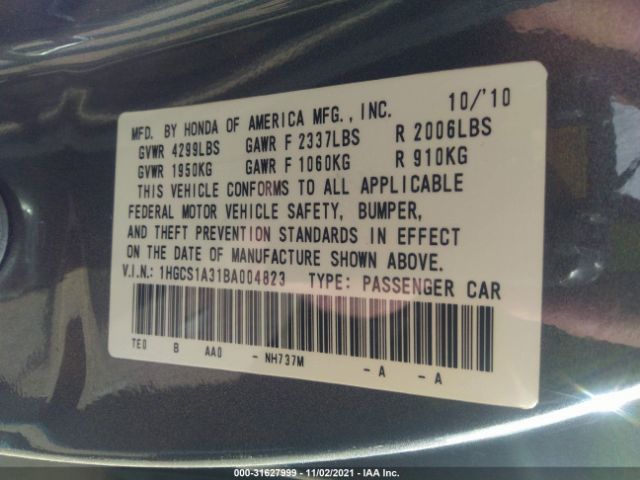 MFD. BY HONDA OF AMERICA MFG., INC. 10/'10
GVWR 4299LBS GAWR F 2337LBS R 2006LBS
GVWR 1950KG GAWR F 1060KG R 910KG
THIS VEHICLE CONFORMS TO ALL APPLICABLE
FEDERAL MOTOR VEHICLE SAFETY, BUMPER,
AND THEFT PREVENTION STANDARDS IN EFFECT
ON THE DATE OF MANUFACTURE SHOWN ABOVE.
V.I.N.: 1HGCS1A31BA004823 TYPE: PASSENGER CAR
TE0 B AA0 - NH737M - A - A
000-31627999 - 11/02/2021 - IAA Inc.